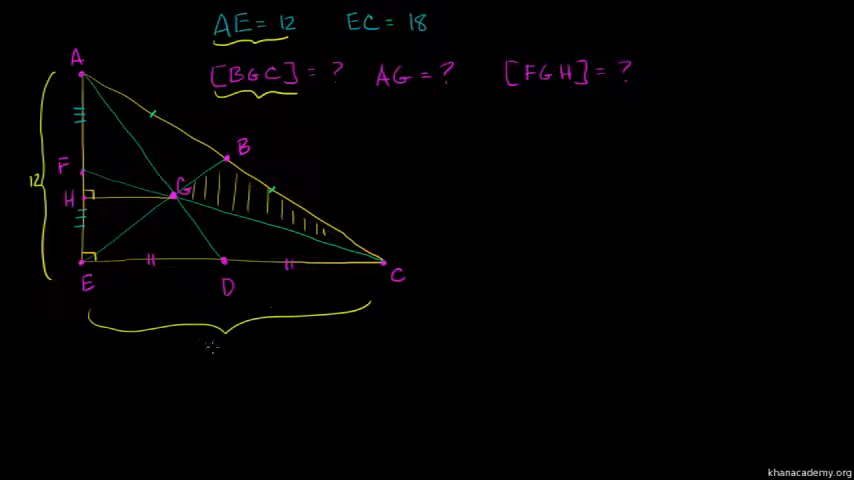 AE = 12 EC = 18
[BGC] = ? AG = ? [FGH] = ?
A
B
F
G
12
H
E
D
C
khanacademy.org